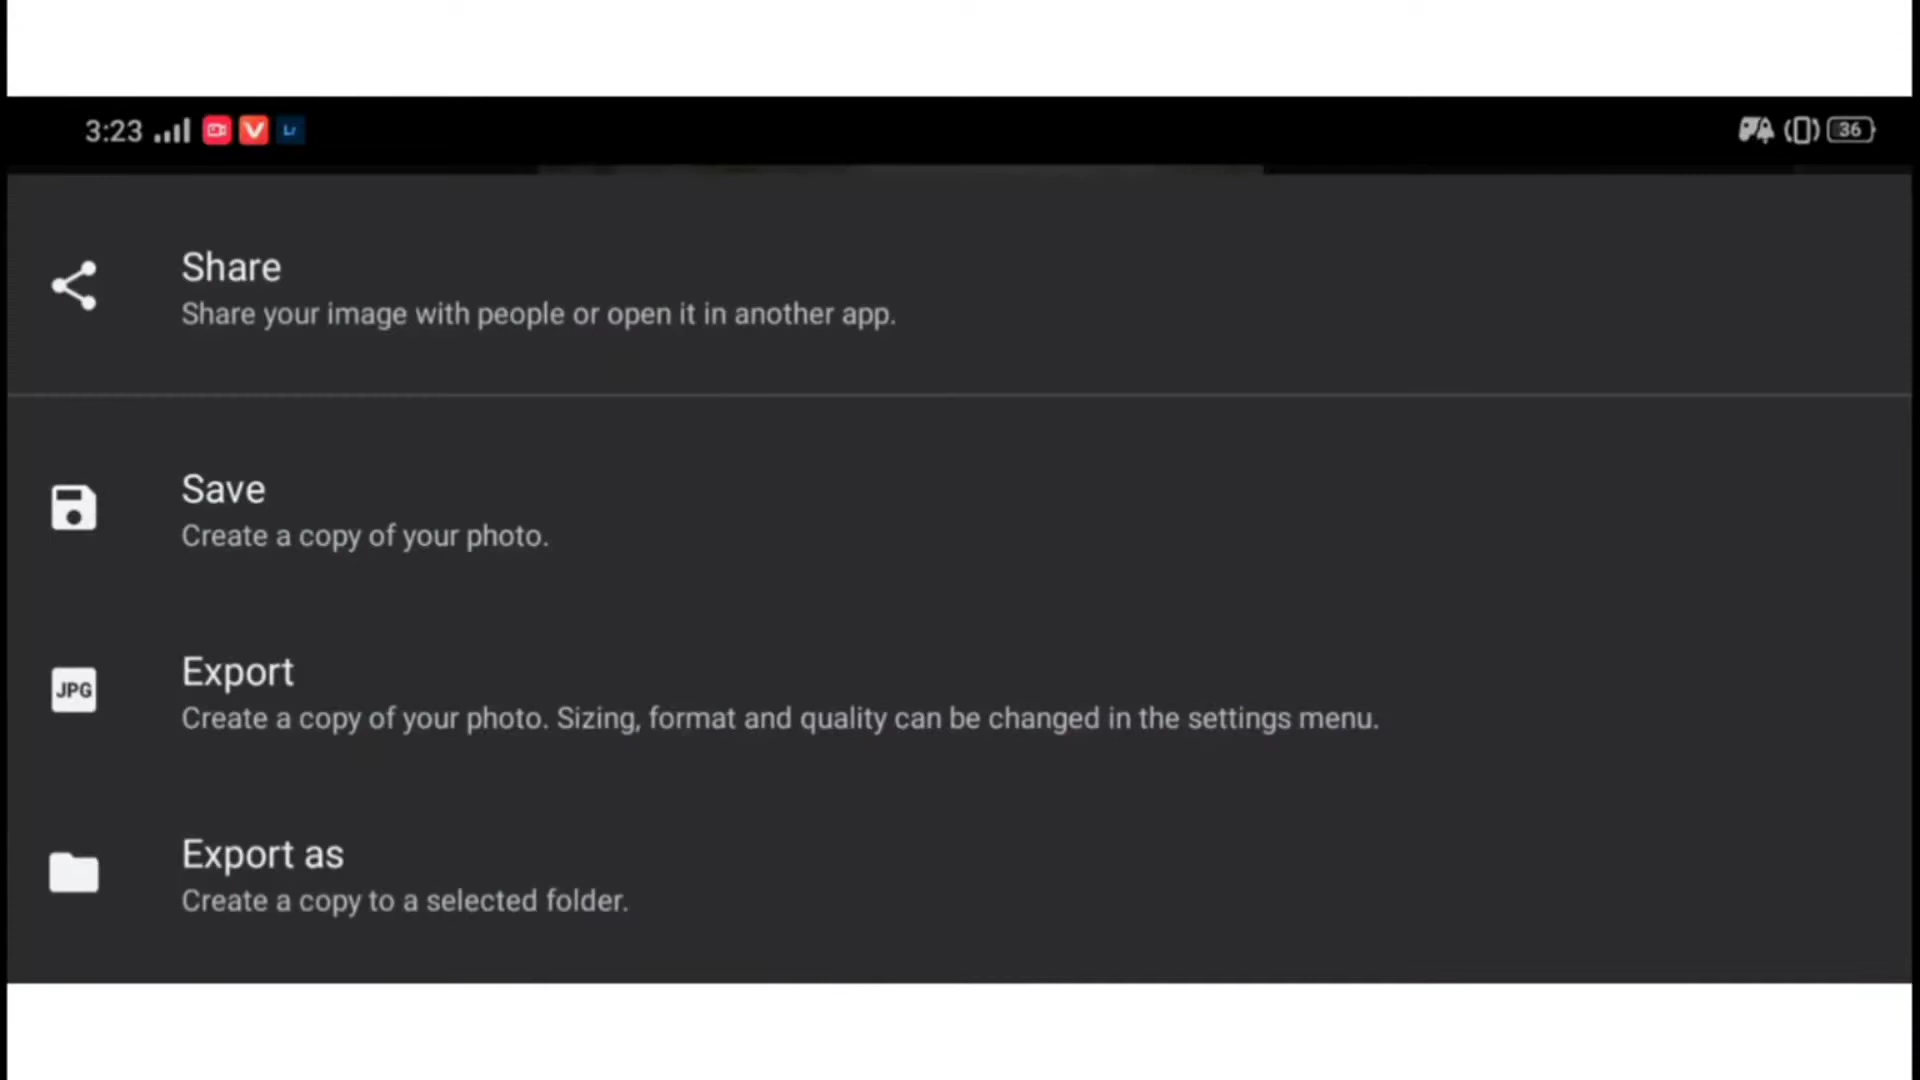 3:23
Lr
36
Share
Share your image with people or open it in another app.
Save
Create a copy of your photo.
JPG
Export
Create a copy of your photo. Sizing, format and quality can be changed in the settings menu.
Export as
Create a copy to a selected folder.